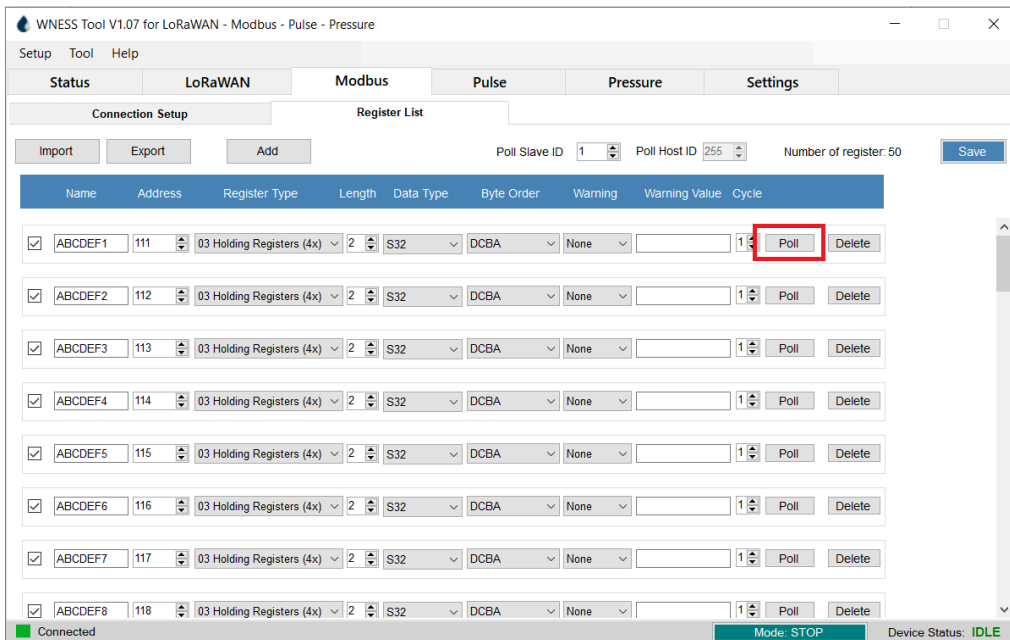 WNESS Tool V1.07 for LoRaWAN - Modbus - Pulse - Pressure
Setup Tool Help
Status LoRaWAN Modbus Pulse Pressure Settings
Connection Setup Register List
Import Export Add Poll Slave ID 1 Poll Host ID 255 Number of register: 50 Save
Name Address Register Type Length Data Type Byte Order Warning Warning Value Cycle
ABCDEF1 111 03 Holding Registers (4x) 2 S32 DCBA None 1 Poll Delete
ABCDEF2 112 03 Holding Registers (4x) 2 S32 DCBA None 1 Poll Delete
ABCDEF3 113 03 Holding Registers (4x) 2 S32 DCBA None 1 Poll Delete
ABCDEF4 114 03 Holding Registers (4x) 2 S32 DCBA None 1 Poll Delete
ABCDEF5 115 03 Holding Registers (4x) 2 S32 DCBA None 1 Poll Delete
ABCDEF6 116 03 Holding Registers (4x) 2 S32 DCBA None 1 Poll Delete
ABCDEF7 117 03 Holding Registers (4x) 2 S32 DCBA None 1 Poll Delete
ABCDEF8 118 03 Holding Registers (4x) 2 S32 DCBA None 1 Poll Delete
Connected Mode: STOP Device Status: IDLE